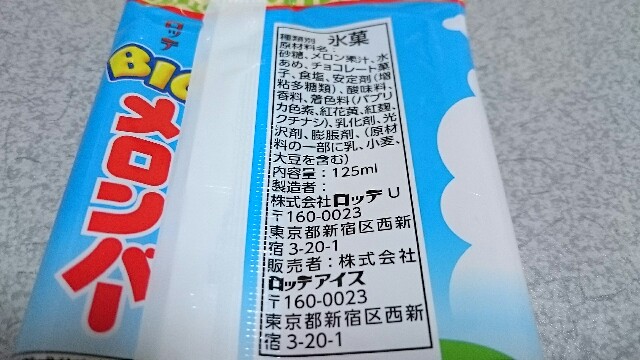 ロッテ
BIG
メロンバー
種類別 氷菓
原材料名：
砂糖、メロン果汁、水
あめ、チョコレート菓
子、食塩、安定剤（増
粘多糖類）、酸味料、
香料、着色料（パプリ
カ色素、紅花黄、紅麹、
クチナシ）、乳化剤、光
沢剤、膨脹剤、（原材
料の一部に乳、小麦、
大豆を含む）
内容量：125ml
製造者：
株式会社ロッテ U
〒160-0023
東京都新宿区西新
宿 3-20-1
販売者：株式会社
ロッテアイス
〒160-0023
東京都新宿区西新
宿 3-20-1